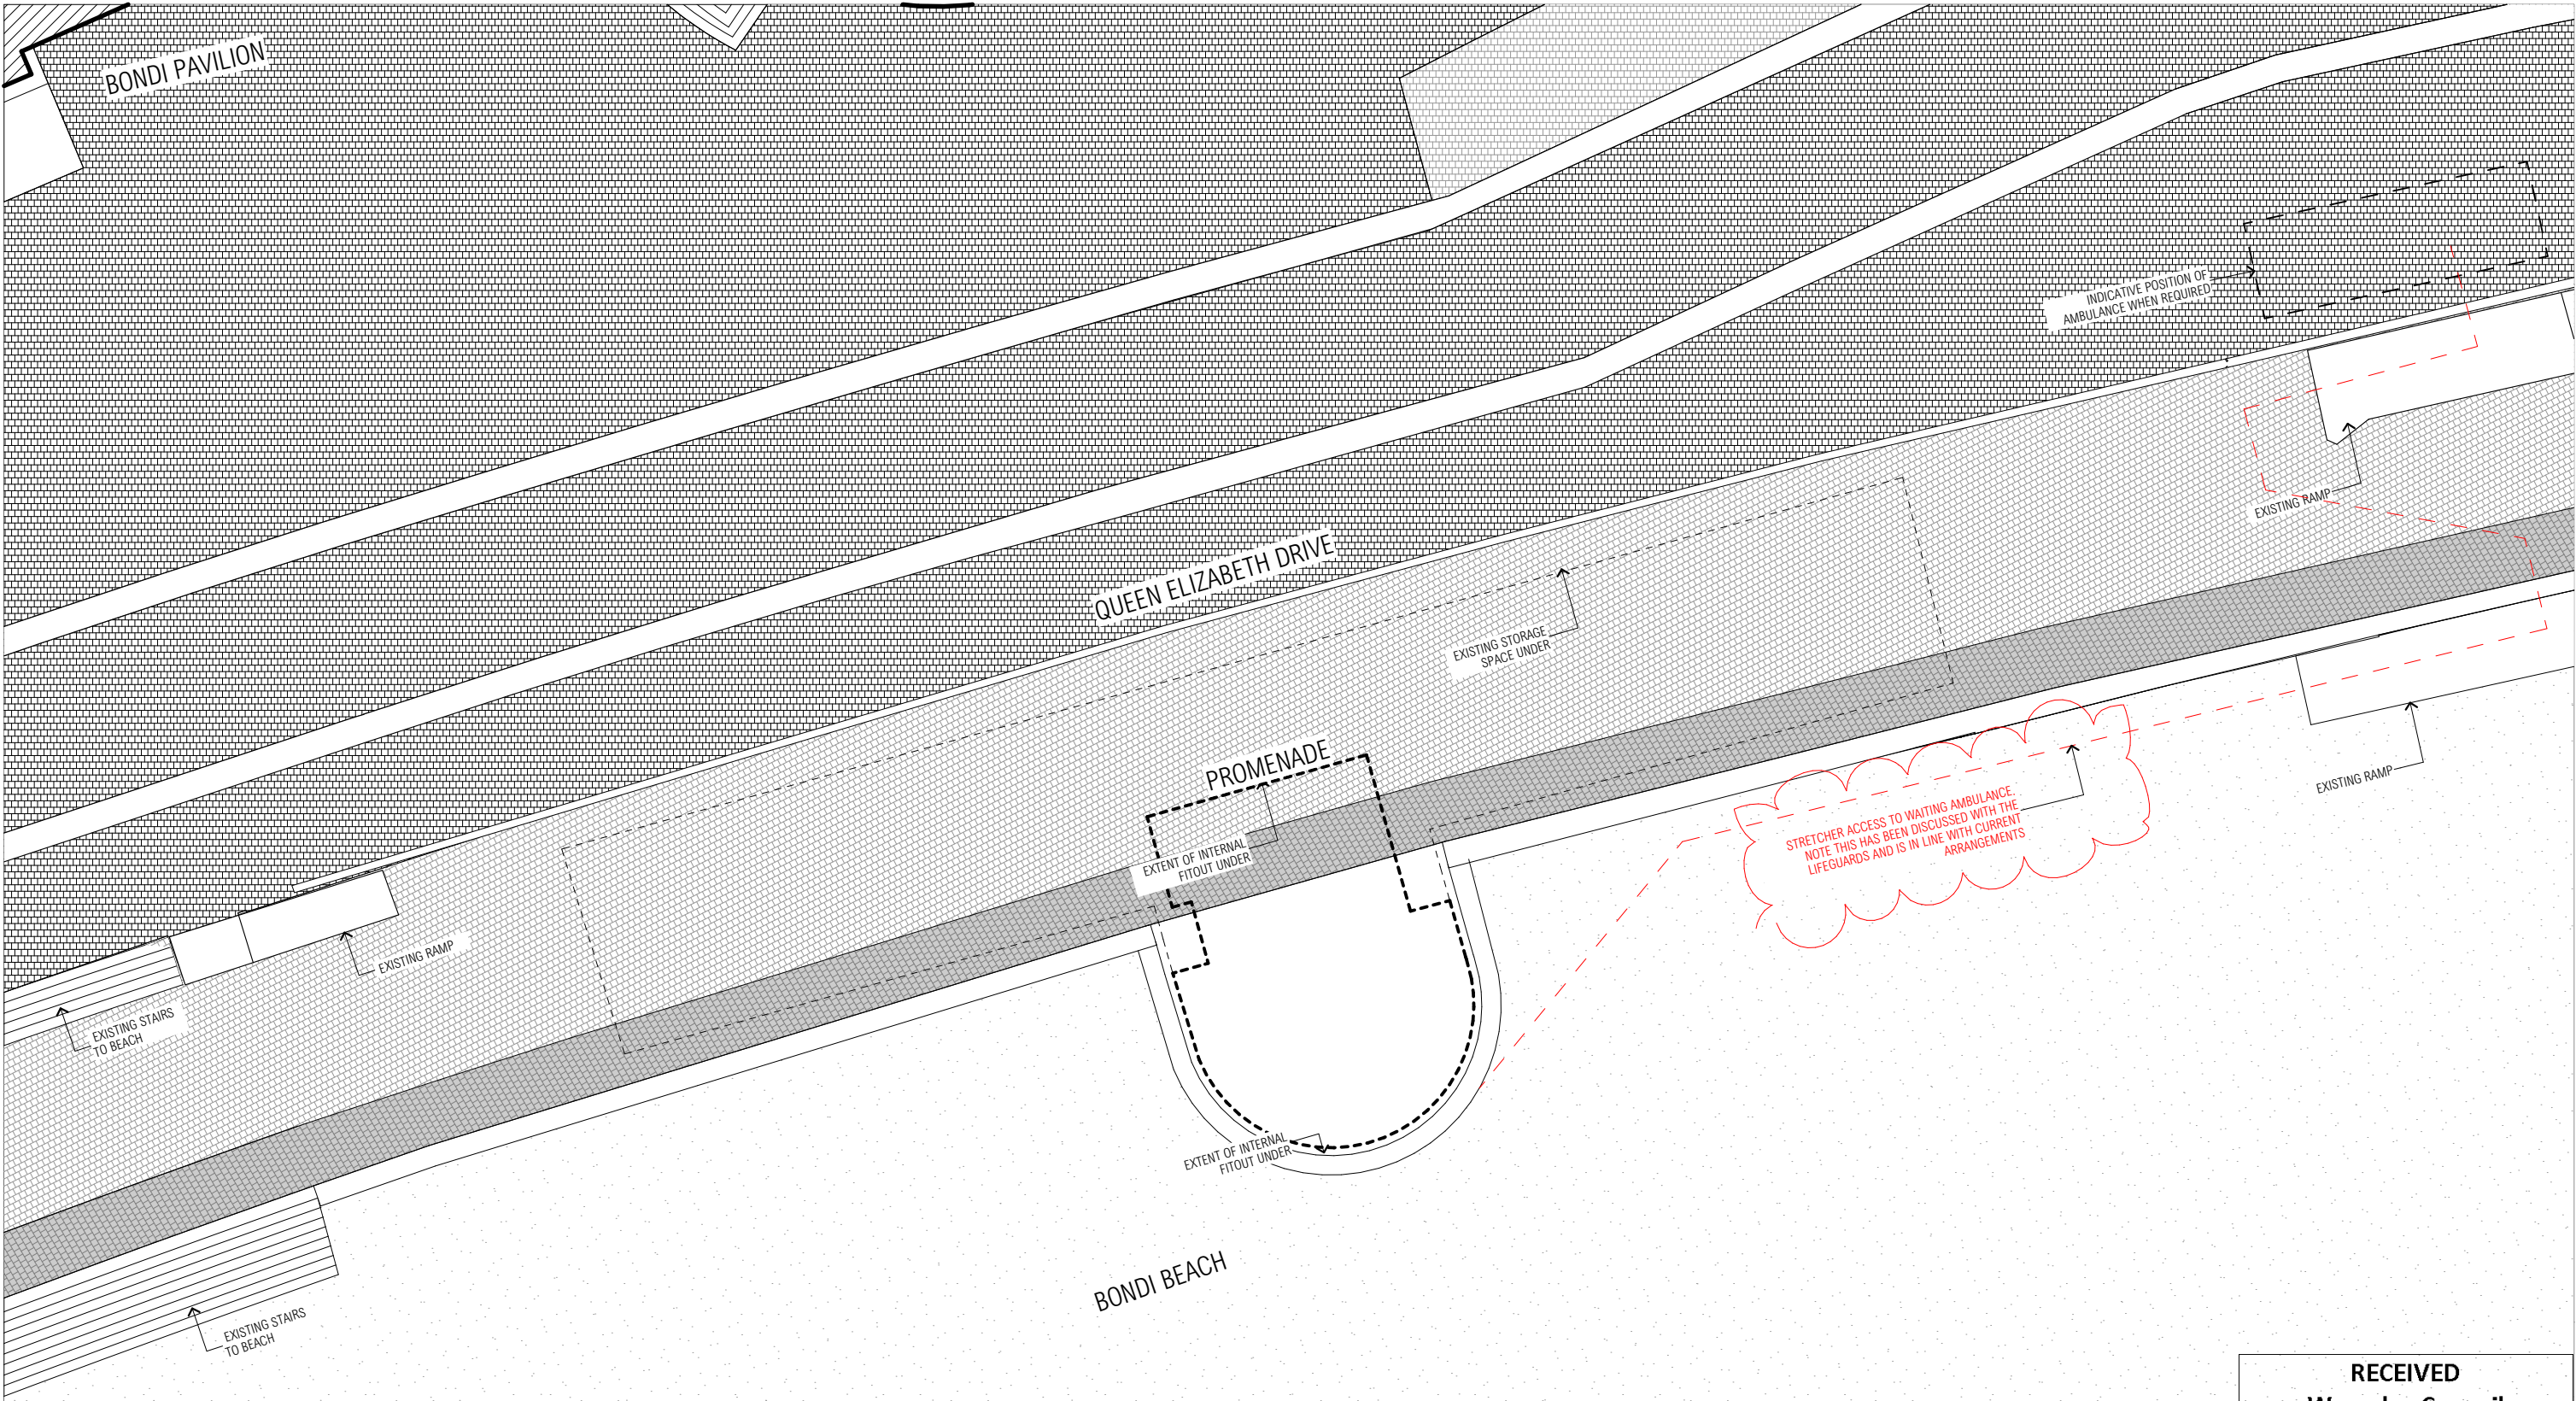 BONDI PAVILION
INDICATIVE POSITION OF
AMBULANCE WHEN REQUIRED
EXISTING RAMP
QUEEN ELIZABETH DRIVE
EXISTING STORAGE
SPACE UNDER
PROMENADE
EXISTING RAMP
STRETCHER ACCESS TO WAITING AMBULANCE.
NOTE THIS HAS BEEN DISCUSSED WITH THE
LIFEGUARDS AND IS IN LINE WITH CURRENT
ARRANGEMENTS
EXTENT OF INTERNAL
FITOUT UNDER
EXISTING RAMP
EXISTING STAIRS
TO BEACH
EXTENT OF INTERNAL
FITOUT UNDER
BONDI BEACH
EXISTING STAIRS
TO BEACH
RECEIVED